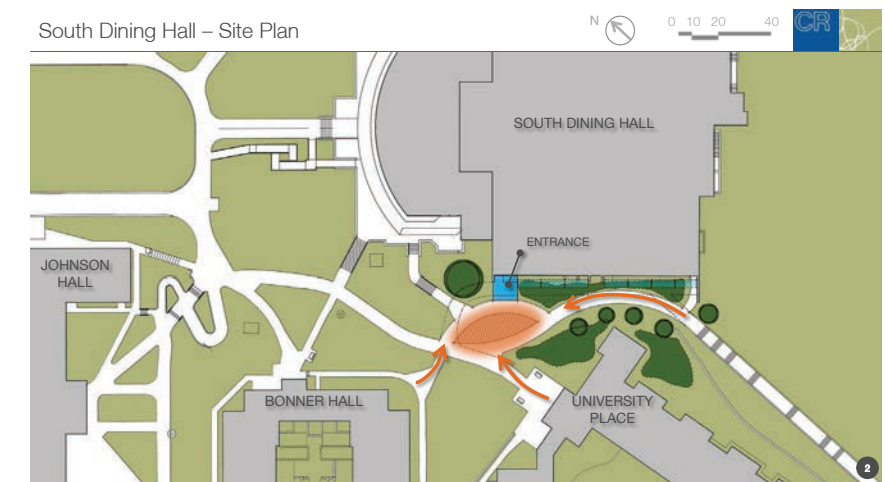 South Dining Hall – Site Plan
N
0 10 20 40
CR
SOUTH DINING HALL
ENTRANCE
JOHNSON
HALL
BONNER HALL
UNIVERSITY
PLACE
2